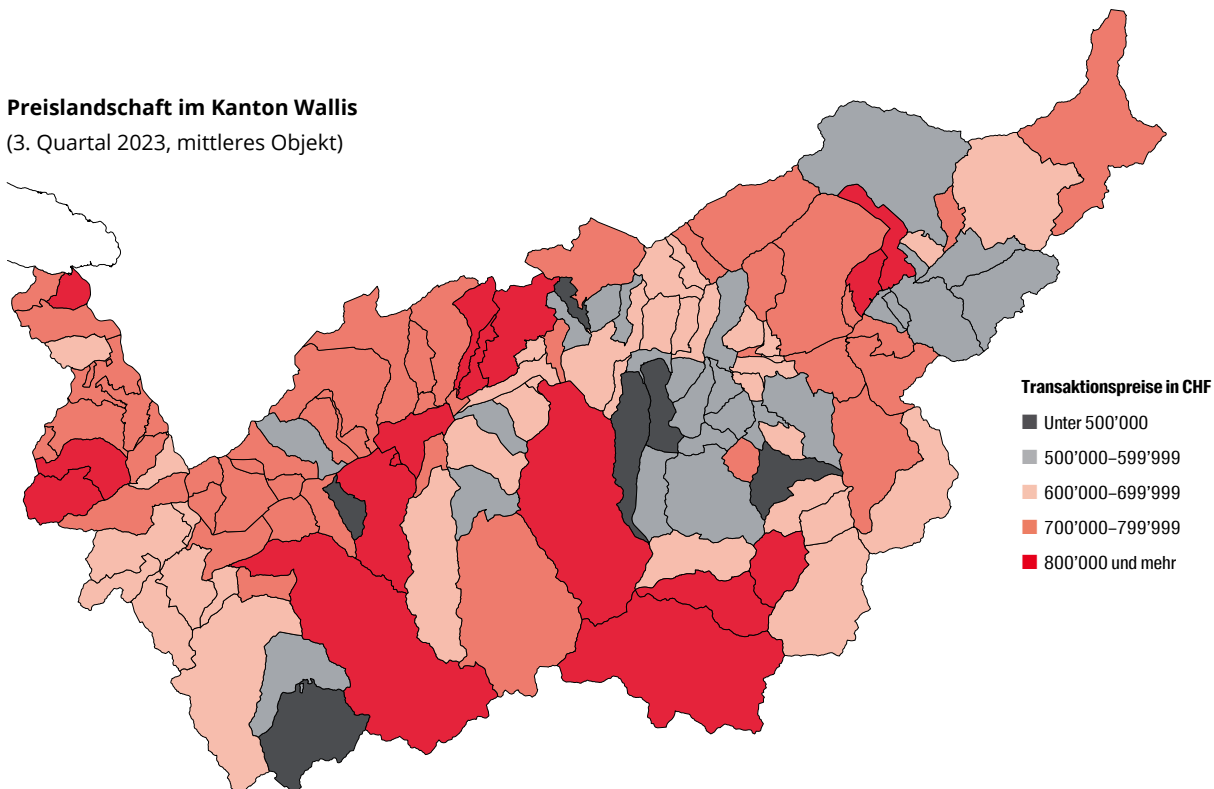 Preislandschaft im Kanton Wallis
(3. Quartal 2023, mittleres Objekt)
Transaktionspreise in CHF
Unter 500'000
500'000–599'999
600'000–699'999
700'000–799'999
800'000 und mehr